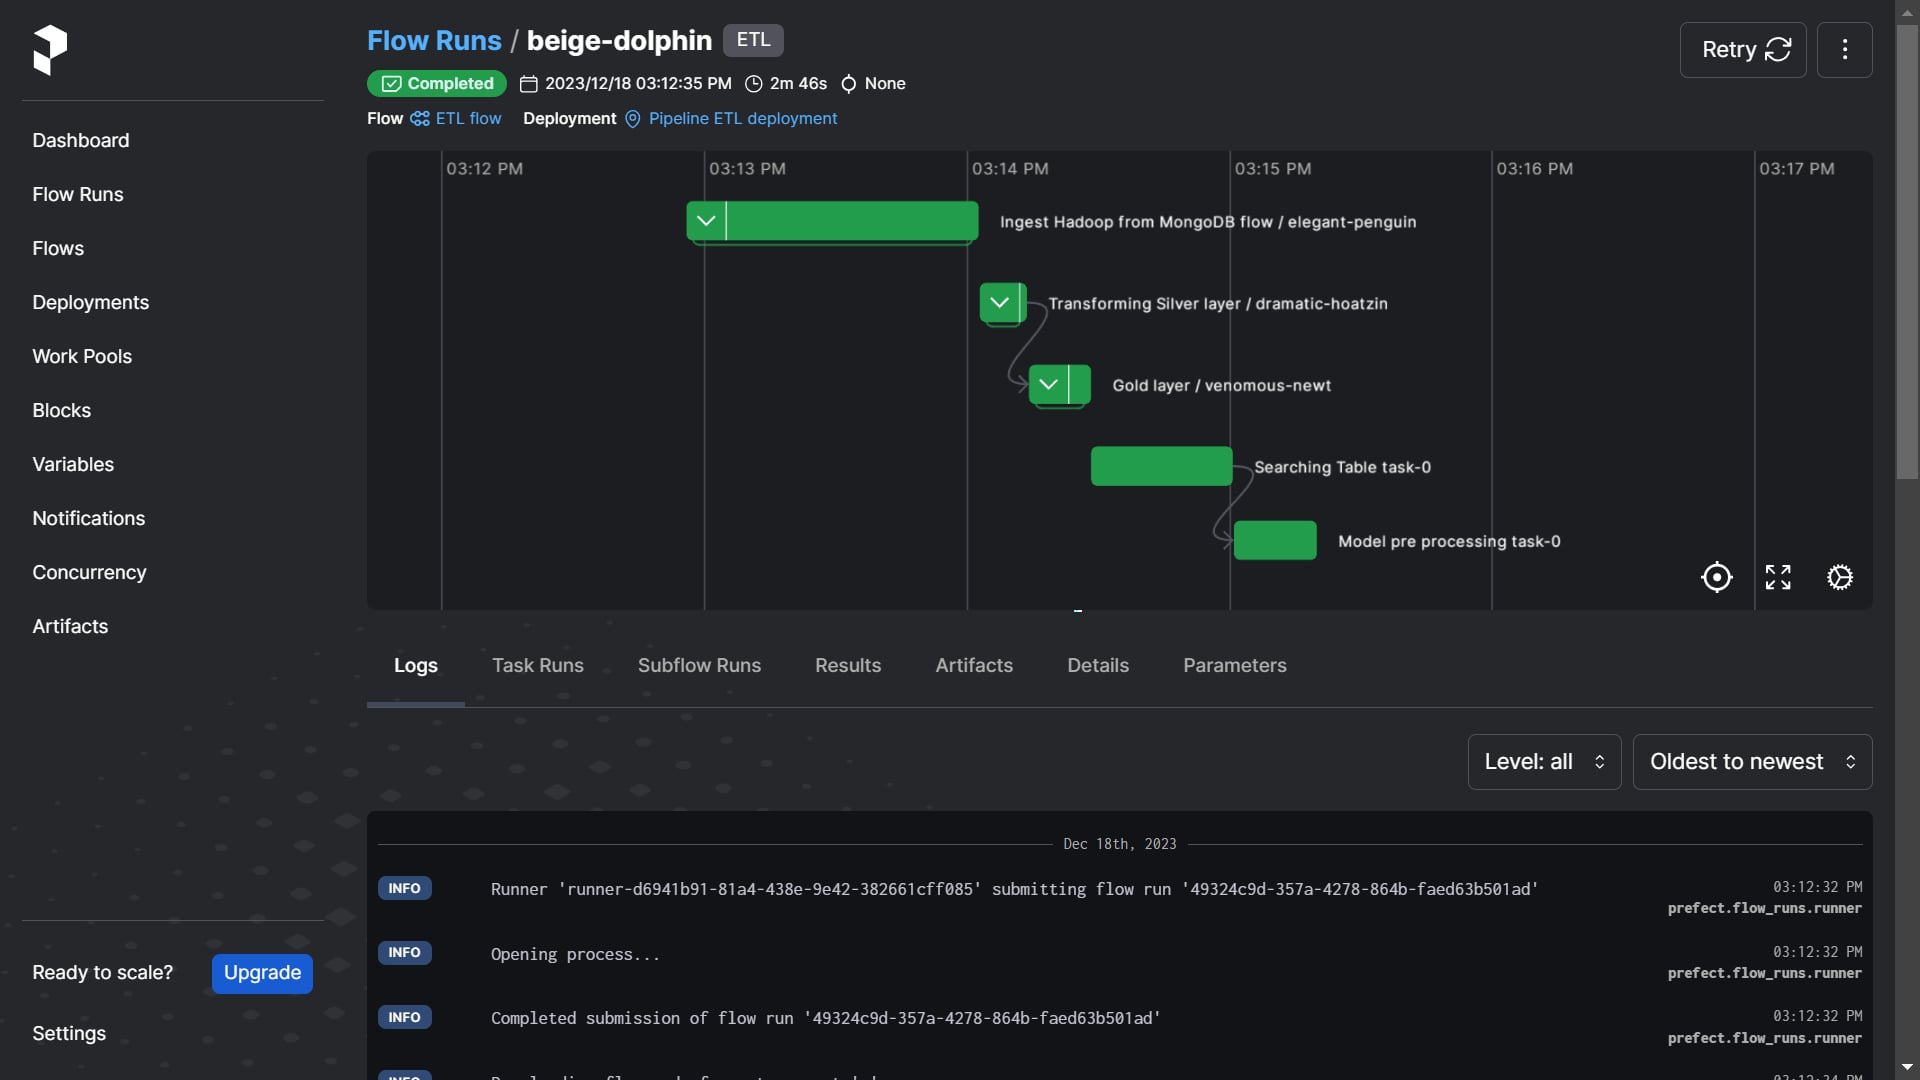 Flow Runs / beige-dolphin ETL
Retry
Completed 2023/12/18 03:12:35 PM 2m 46s None
Flow ETL flow Deployment Pipeline ETL deployment
Dashboard
Flow Runs
Flows
Deployments
Work Pools
Blocks
Variables
Notifications
Concurrency
Artifacts
Ready to scale? Upgrade
Settings
03:12 PM 03:13 PM 03:14 PM 03:15 PM 03:16 PM 03:17 PM
Ingest Hadoop from MongoDB flow / elegant-penguin
Transforming Silver layer / dramatic-hoatzin
Gold layer / venomous-newt
Searching Table task-0
Model pre processing task-0
Logs Task Runs Subflow Runs Results Artifacts Details Parameters
Level: all Oldest to newest
Dec 18th, 2023
INFO Runner 'runner-d6941b91-81a4-438e-9e42-382661cff085' submitting flow run '49324c9d-357a-4278-864b-faed63b501ad' 03:12:32 PM
prefect.flow_runs.runner
INFO Opening process... 03:12:32 PM
prefect.flow_runs.runner
INFO Completed submission of flow run '49324c9d-357a-4278-864b-faed63b501ad' 03:12:32 PM
prefect.flow_runs.runner
INFO 03:12:34 PM